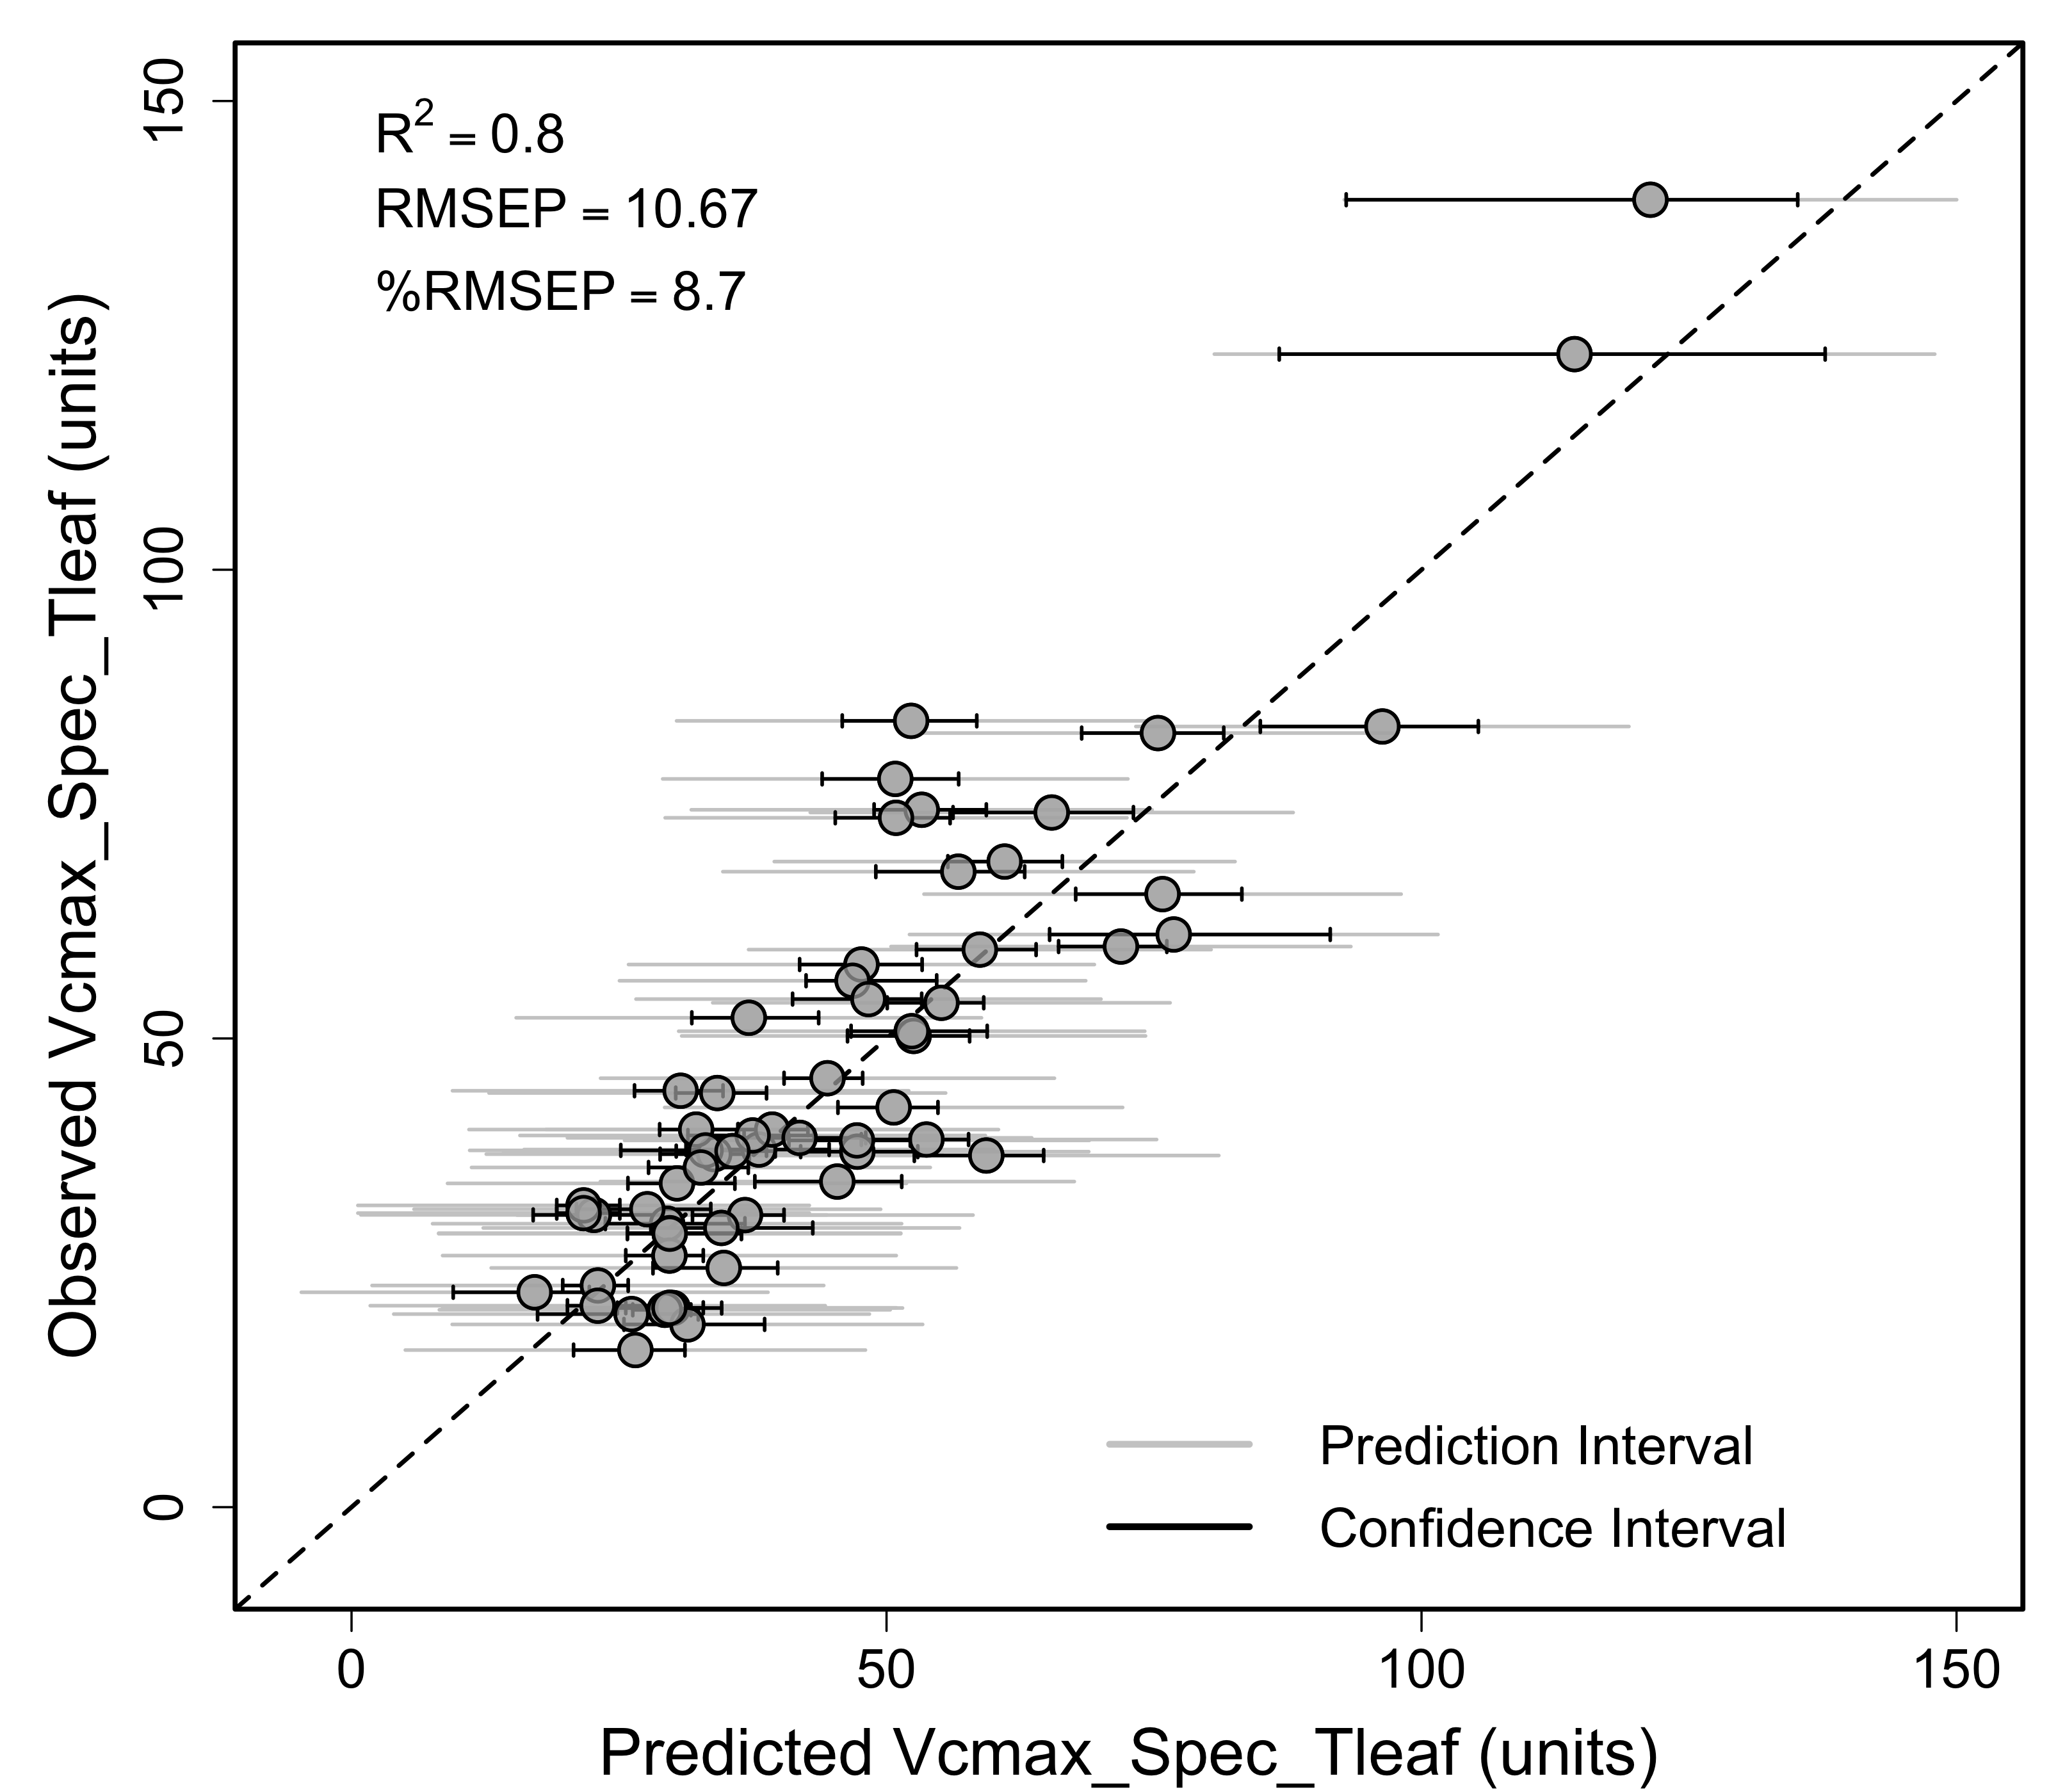 R2 = 0.8
RMSEP = 10.67
%RMSEP = 8.7
150
100
50
0
Observed Vcmax_Spec_Tleaf (units)
Prediction Interval
Confidence Interval
0 50 100 150
Predicted Vcmax_Spec_Tleaf (units)